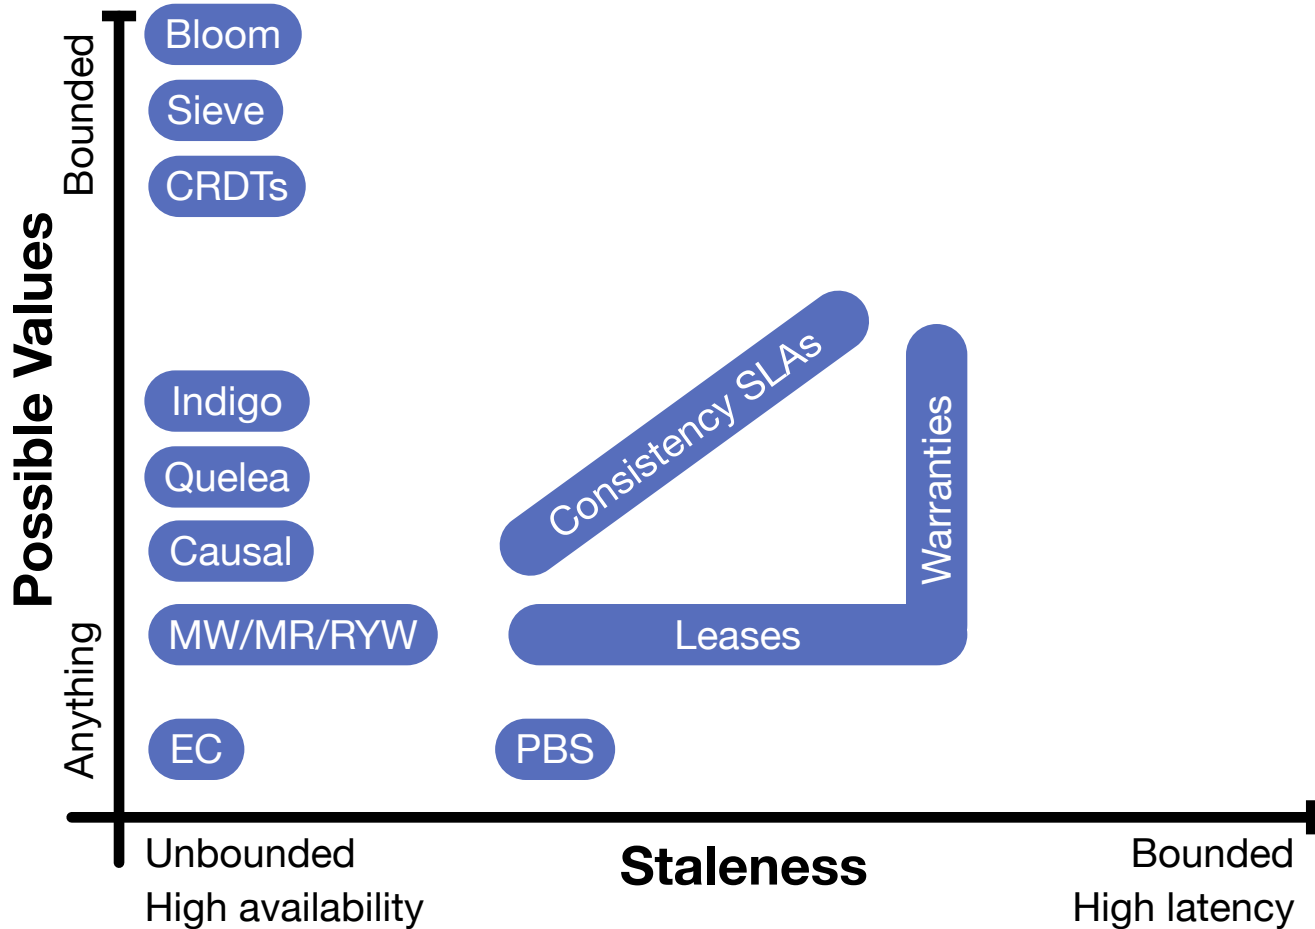 Bloom
Sieve
CRDTs
Indigo
Quelea
Causal
MW/MR/RYW
EC
PBS
Consistency SLAs
Leases
Warranties
Possible Values
Bounded
Anything
Unbounded
High availability
Staleness
Bounded
High latency